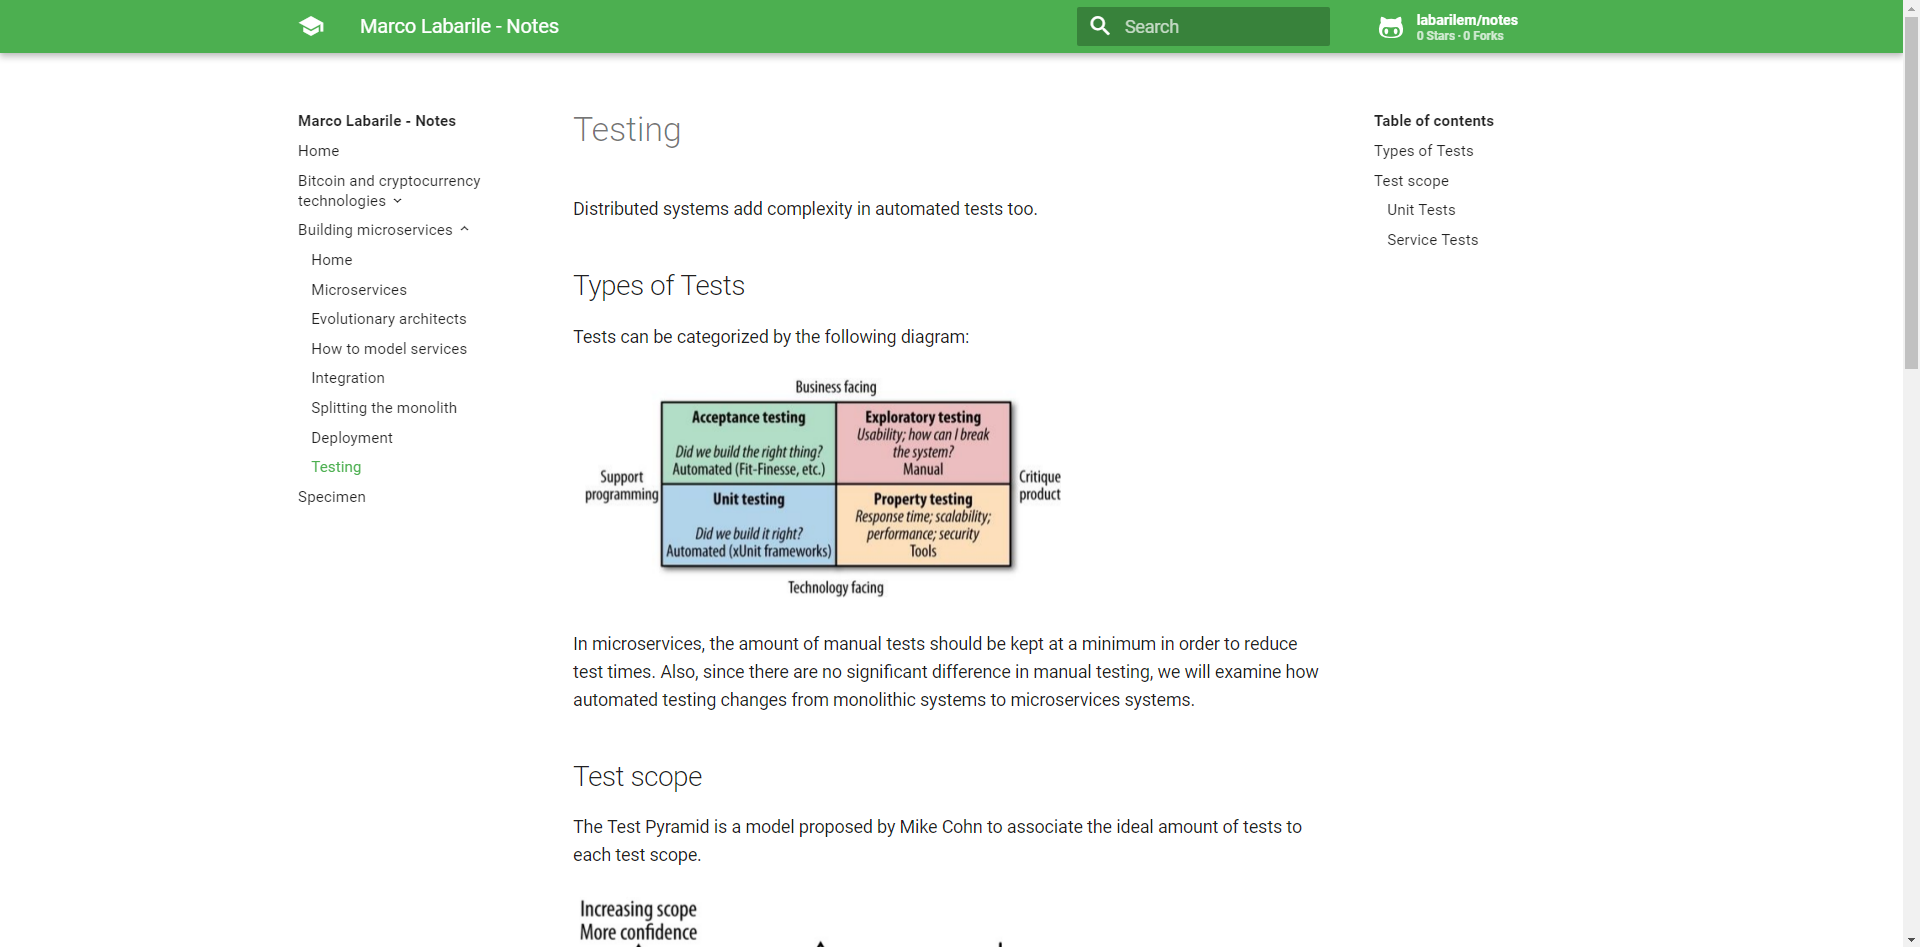 Marco Labarile - Notes
Search
labarilem/notes
0 Stars · 0 Forks
Marco Labarile - Notes
Home
Bitcoin and cryptocurrency
technologies
Building microservices
Home
Microservices
Evolutionary architects
How to model services
Integration
Splitting the monolith
Deployment
Testing
Specimen
Testing
Distributed systems add complexity in automated tests too.
Types of Tests
Tests can be categorized by the following diagram:
Business facing
Acceptance testing
Did we build the right thing?
Automated (Fit-Finesse, etc.)
Exploratory testing
Usability; how can I break
the system?
Manual
Support
programming
Critique
product
Unit testing
Did we build it right?
Automated (xUnit frameworks)
Property testing
Response time; scalability;
performance; security
Tools
Technology facing
In microservices, the amount of manual tests should be kept at a minimum in order to reduce
test times. Also, since there are no significant difference in manual testing, we will examine how
automated testing changes from monolithic systems to microservices systems.
Test scope
The Test Pyramid is a model proposed by Mike Cohn to associate the ideal amount of tests to
each test scope.
Increasing scope
More confidence
Table of contents
Types of Tests
Test scope
Unit Tests
Service Tests